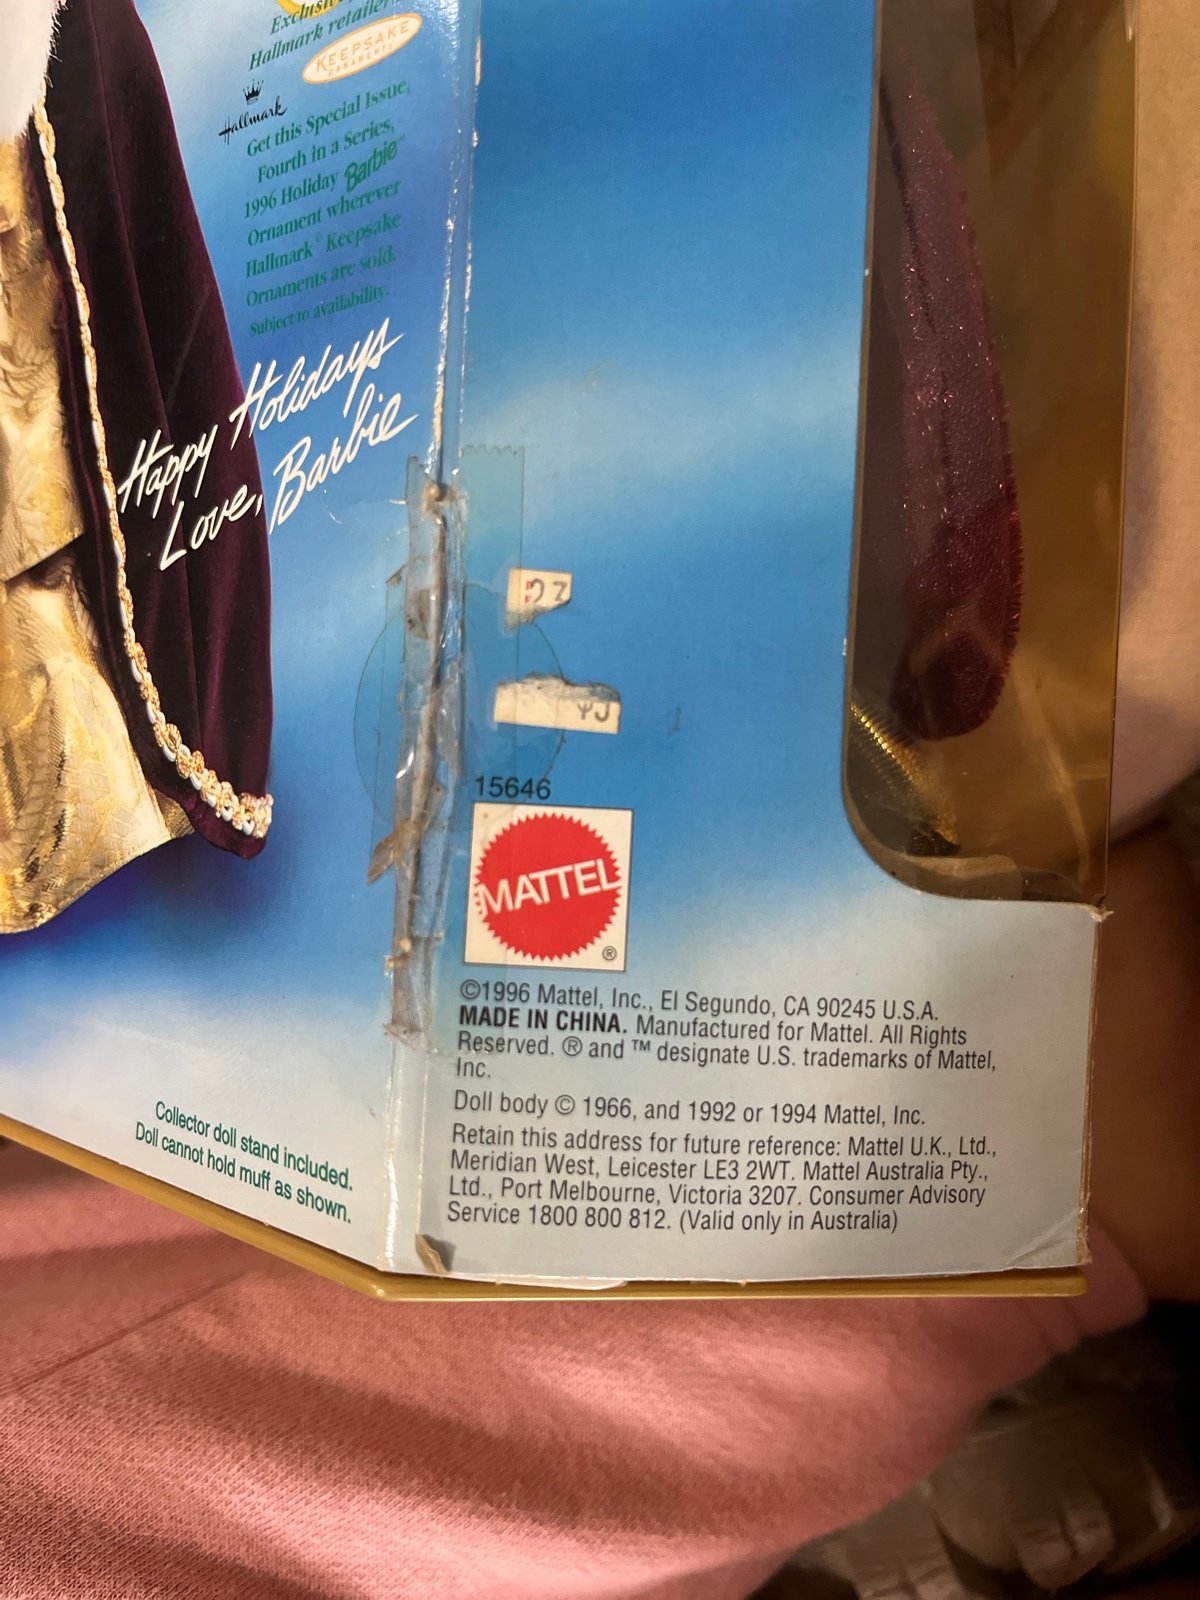 Hallmark retailer
KEEPSAKE
ORNAMENTS
Hallmark
Get this Special Issue,
Fourth in a Series,
1996 Holiday Barbie™
Ornament wherever
Hallmark® Keepsake
Ornaments are sold.
Subject to availability.
Happy Holidays
Love, Barbie
Collector doll stand included.
Doll cannot hold muff as shown.
15646
MATTEL
®
©1996 Mattel, Inc., El Segundo, CA 90245 U.S.A.
MADE IN CHINA. Manufactured for Mattel. All Rights
Reserved. ® and ™ designate U.S. trademarks of Mattel,
Inc.
Doll body © 1966, and 1992 or 1994 Mattel, Inc.
Retain this address for future reference: Mattel U.K., Ltd.,
Meridian West, Leicester LE3 2WT. Mattel Australia Pty.,
Ltd., Port Melbourne, Victoria 3207. Consumer Advisory
Service 1800 800 812. (Valid only in Australia)